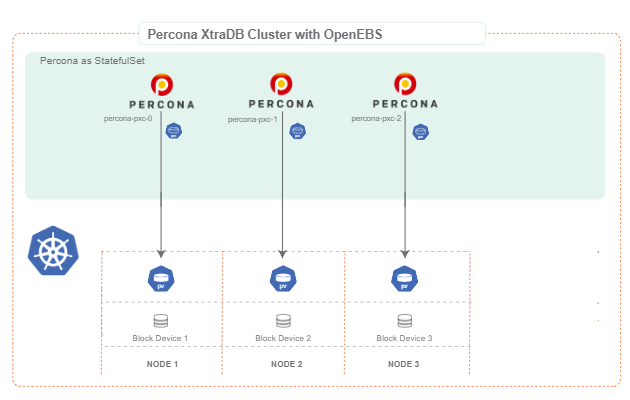 Percona XtraDB Cluster with OpenEBS
Percona as StatefulSet
PERCONA PERCONA PERCONA
percona-pxc-0 percona-pxc-1 percona-pxc-2
pv pv pv
Block Device 1 Block Device 2 Block Device 3
NODE 1 NODE 2 NODE 3